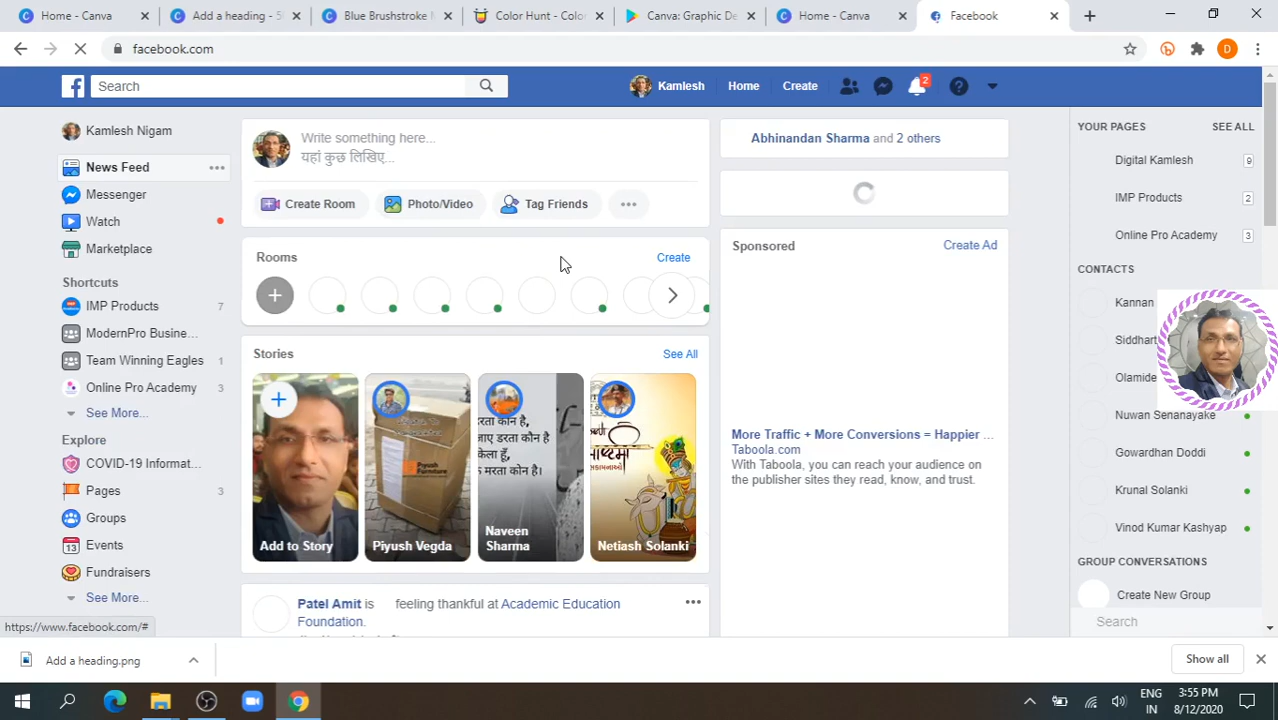 Home - Canva
Add a heading - S
Blue Brushstroke
Color Hunt - Colo
Canva: Graphic De
Home - Canva
Facebook
facebook.com
D
Search
Kamlesh
Home
Create
2
Kamlesh Nigam
News Feed
Messenger
Watch
Marketplace
Shortcuts
IMP Products 7
ModernPro Busine...
Team Winning Eagles 1
Online Pro Academy 3
See More...
Explore
COVID-19 Informat...
Pages 3
Groups
13 Events
Fundraisers
See More...
https://www.facebook.com/#
Write something here...
यहां कुछ लिखिए...
Create Room
Photo/Video
Tag Friends
Rooms
Create
Stories
See All
Add to Story
Piyush Vegda
रता कौन है
जाए डरता कौन है
मरता कौन है।
Naveen
Sharma
Netiash Solanki
Patel Amit is feeling thankful at Academic Education
Foundation.
Abhinandan Sharma and 2 others
Sponsored
Create Ad
More Traffic + More Conversions = Happier ...
Taboola.com
With Taboola, you can reach your audience on
the publisher sites they read, know, and trust.
YOUR PAGES
SEE ALL
Digital Kamlesh 9
IMP Products 2
Online Pro Academy 3
CONTACTS
Kannan
Siddhart
Olamide
Nuwan Senanayake
Gowardhan Doddi
Krunal Solanki
Vinod Kumar Kashyap
GROUP CONVERSATIONS
Create New Group
Search
Add a heading.png
Show all
ENG
IN
3:55 PM
8/12/2020